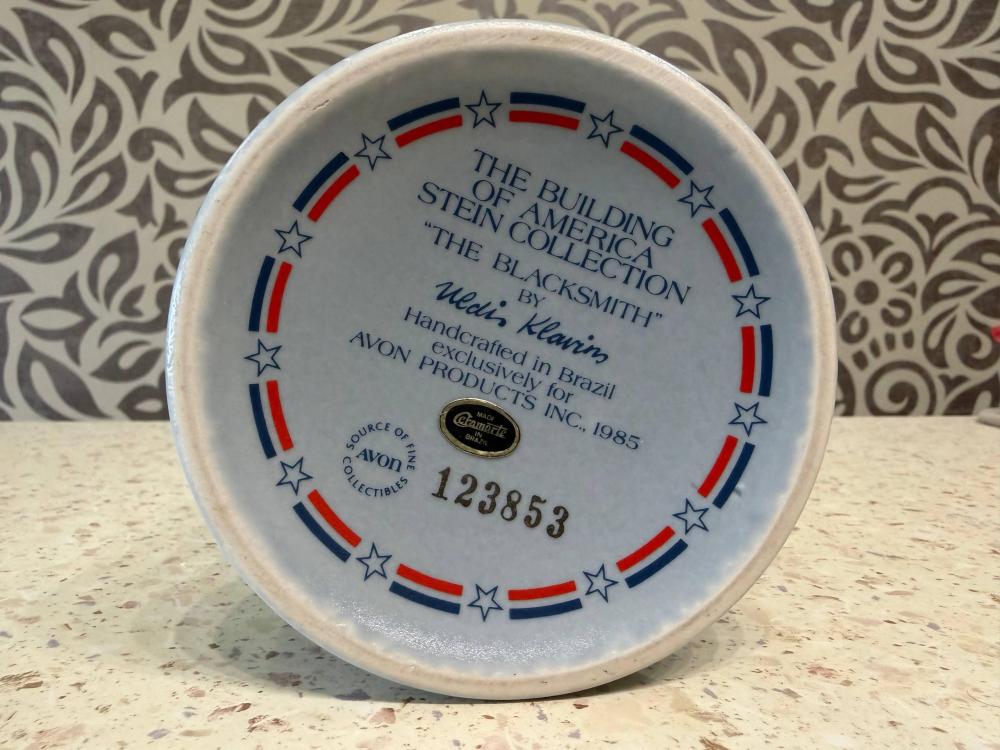 THE BUILDING
OF AMERICA
STEIN COLLECTION
"THE BLACKSMITH"
BY
Uldis Klavins
Handcrafted in Brazil
exclusively for
AVON PRODUCTS INC., 1985
MADE
Ceramarte
IN
BRAZIL
SOURCE OF FINE
AVON
COLLECTIBLES
123853